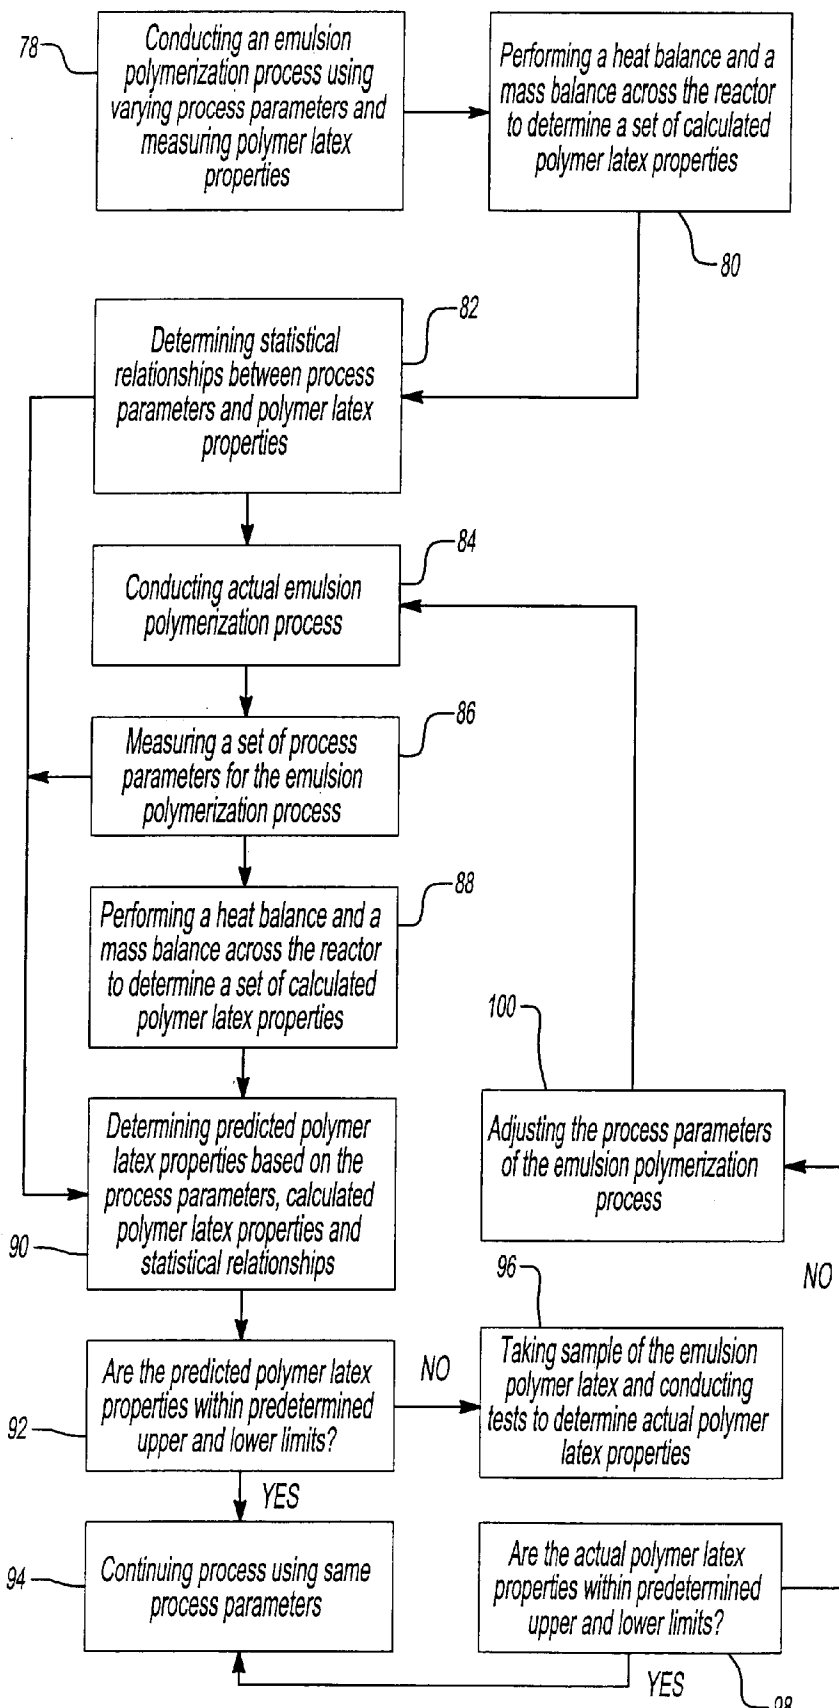 78
Conducting an emulsion
polymerization process using
varying process parameters and
measuring polymer latex
properties
Performing a heat balance and a
mass balance across the reactor
to determine a set of calculated
polymer latex properties
80
82
Determining statistical
relationships between process
parameters and polymer latex
properties
84
Conducting actual emulsion
polymerization process
86
Measuring a set of process
parameters for the emulsion
polymerization process
88
Performing a heat balance and a
mass balance across the reactor
to determine a set of calculated
polymer latex properties
100
Adjusting the process parameters
of the emulsion polymerization
process
Determining predicted polymer
latex properties based on the
process parameters, calculated
polymer latex properties and
statistical relationships
90
NO
96
Taking sample of the emulsion
polymer latex and conducting
tests to determine actual polymer
latex properties
Are the predicted polymer latex
properties within predetermined
upper and lower limits?
92
NO
YES
94
Continuing process using same
process parameters
Are the actual polymer latex
properties within predetermined
upper and lower limits?
YES
98